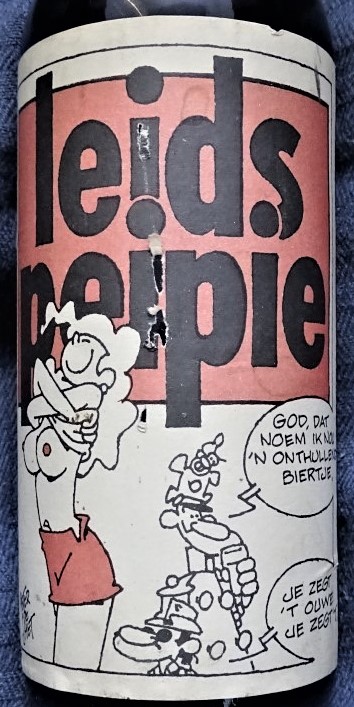 leids
peipie
GOD, DAT
NOEM IK NOU
'N ONTHULLEND
BIERTJE
JE ZEGT
'T OUWE
JE ZEGT